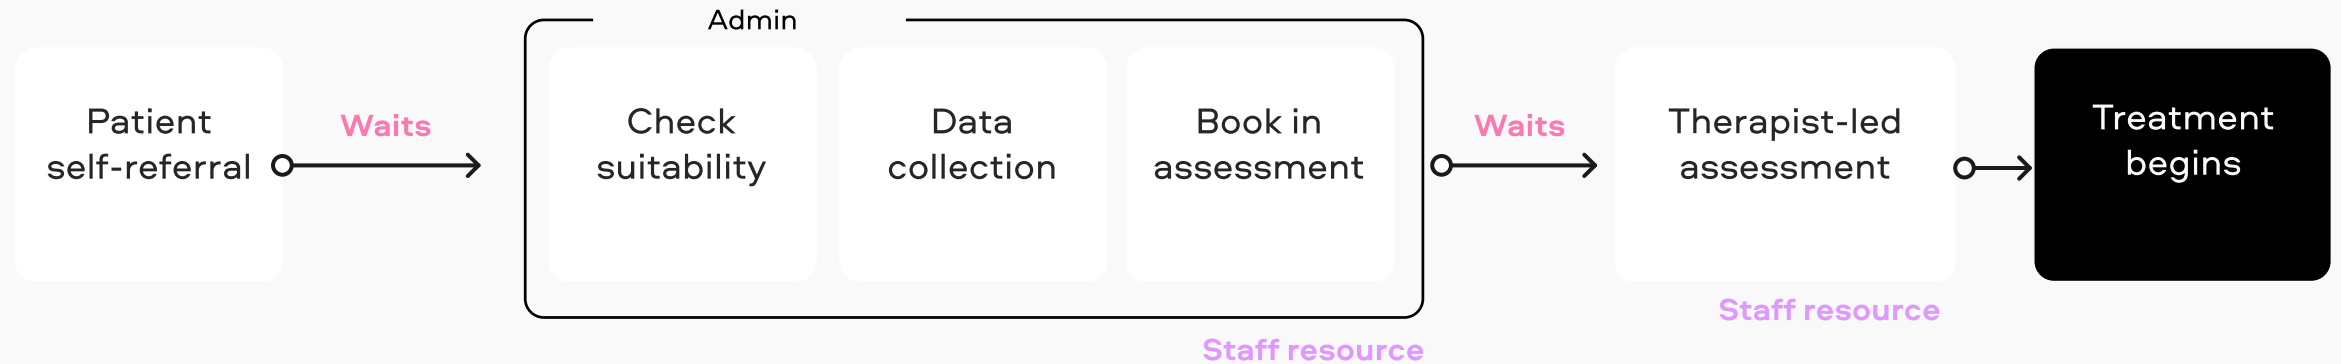 Admin
Patient
self-referral
Waits
Check
suitability
Data
collection
Book in
assessment
Staff resource
Waits
Therapist-led
assessment
Staff resource
Treatment
begins